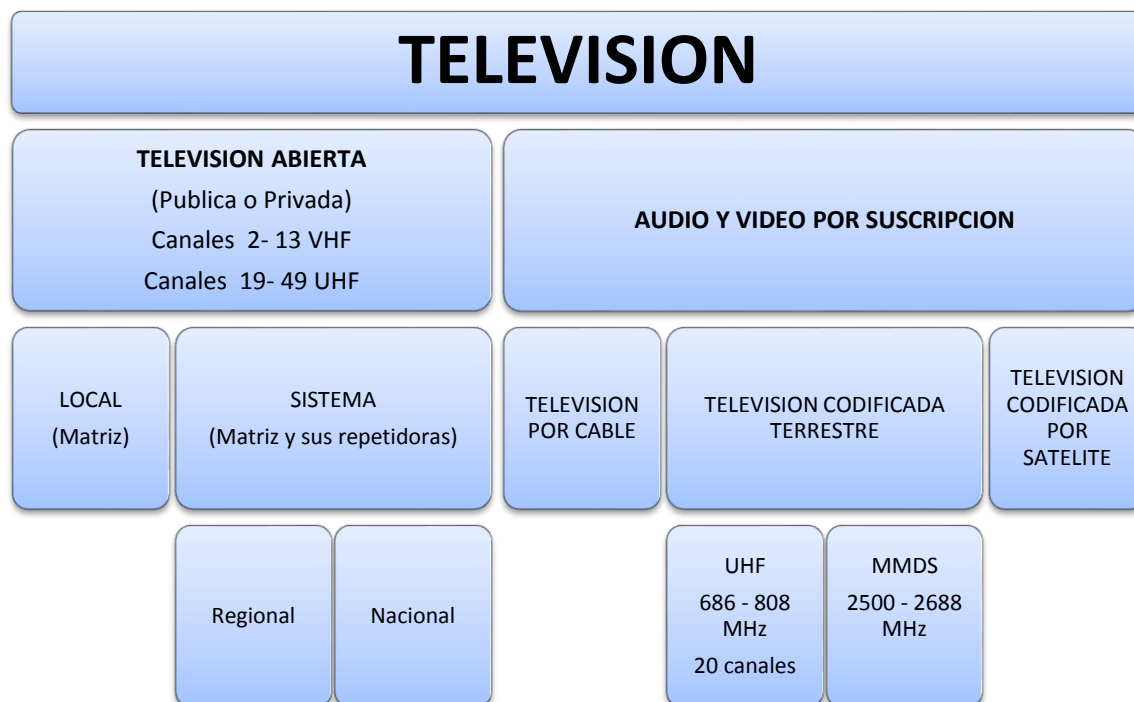 TELEVISION
TELEVISION ABIERTA
(Publica o Privada)
Canales 2- 13 VHF
Canales 19- 49 UHF
AUDIO Y VIDEO POR SUSCRIPCION
LOCAL
(Matriz)
SISTEMA
(Matriz y sus repetidoras)
TELEVISION
POR CABLE
TELEVISION CODIFICADA
TERRESTRE
TELEVISION
CODIFICADA
POR
SATELITE
Regional
Nacional
UHF
686 - 808
MHz
20 canales
MMDS
2500 - 2688
MHz